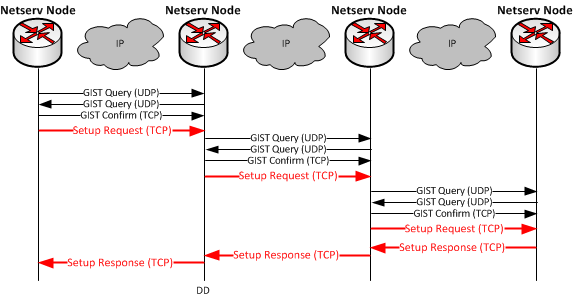 Netserv Node
Netserv Node
Netserv Node
Netserv Node
IP
IP
IP
GIST Query (UDP)
GIST Query (UDP)
GIST Confirm (TCP)
Setup Request (TCP)
GIST Query (UDP)
GIST Query (UDP)
GIST Confirm (TCP)
Setup Request (TCP)
GIST Query (UDP)
GIST Query (UDP)
GIST Confirm (TCP)
Setup Request (TCP)
Setup Response (TCP)
Setup Response (TCP)
Setup Response (TCP)
DD